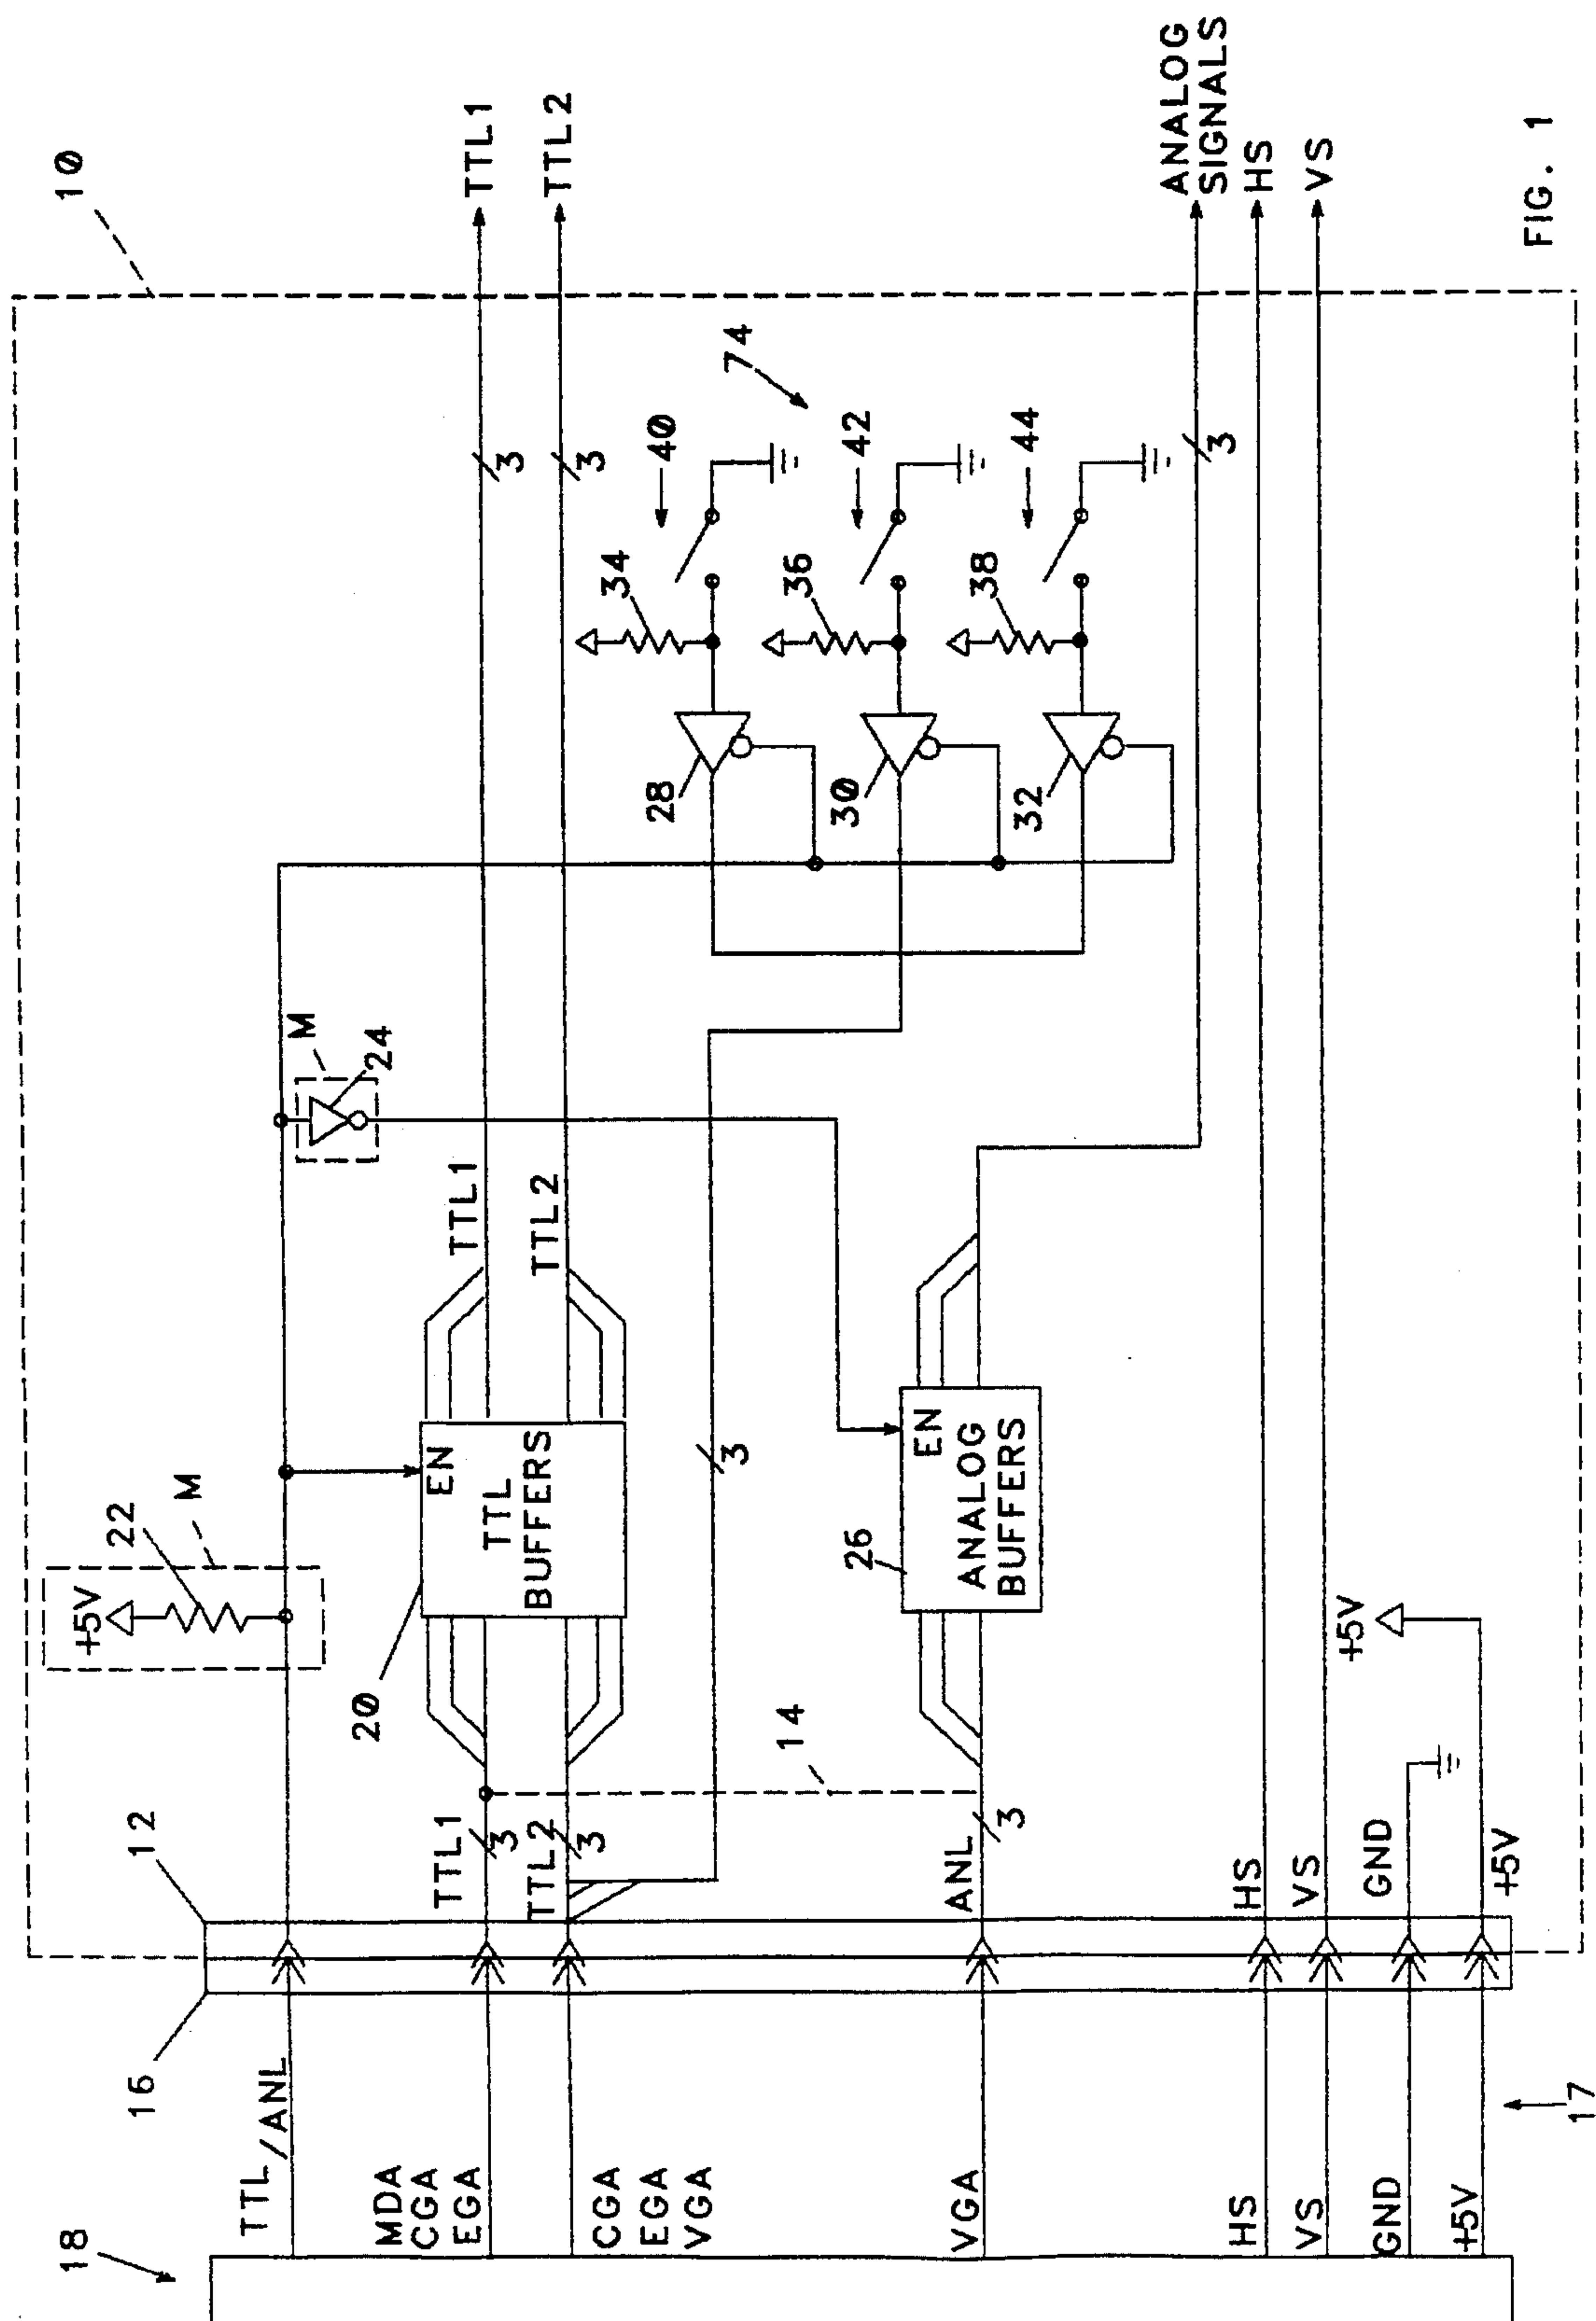 10
TTL1
TTL2
ANALOG
SIGNALS
HS
VS
FIG. 1
3
3
3
74
40
42
44
34
36
38
28
30
32
M
24
TTL1
TTL2
+5V
22
M
20
EN
TTL
BUFFERS
3
26
EN
ANALOG
BUFFERS
14
12
TTL1
3
TTL2
3
ANL
3
HS
VS
GND
+5V
+5V
16
18
TTL/ANL
MDA
CGA
EGA
CGA
EGA
VGA
VGA
HS
VS
GND
+5V
17